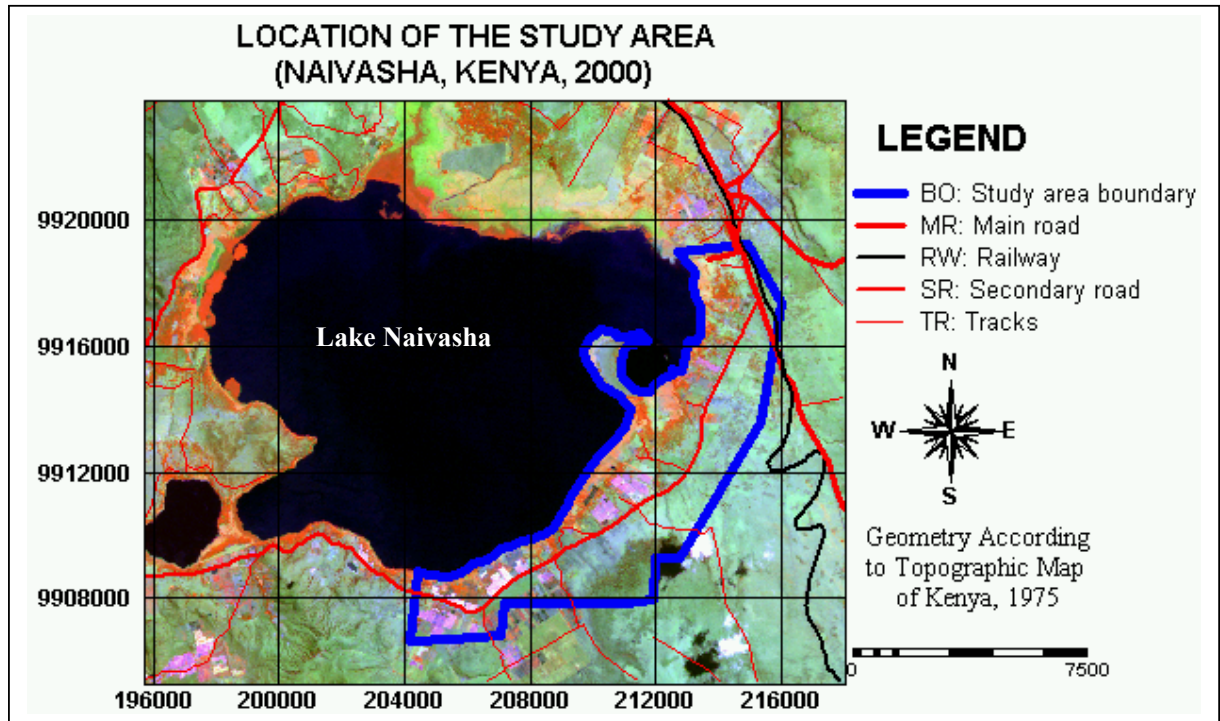 LOCATION OF THE STUDY AREA
(NAIVASHA, KENYA, 2000)
9920000
9916000
9912000
9908000
196000 200000 204000 208000 212000 216000
Lake Naivasha
LEGEND
BO: Study area boundary
MR: Main road
RW: Railway
SR: Secondary road
TR: Tracks
N
W E
S
Geometry According
to Topographic Map
of Kenya, 1975
0 7500